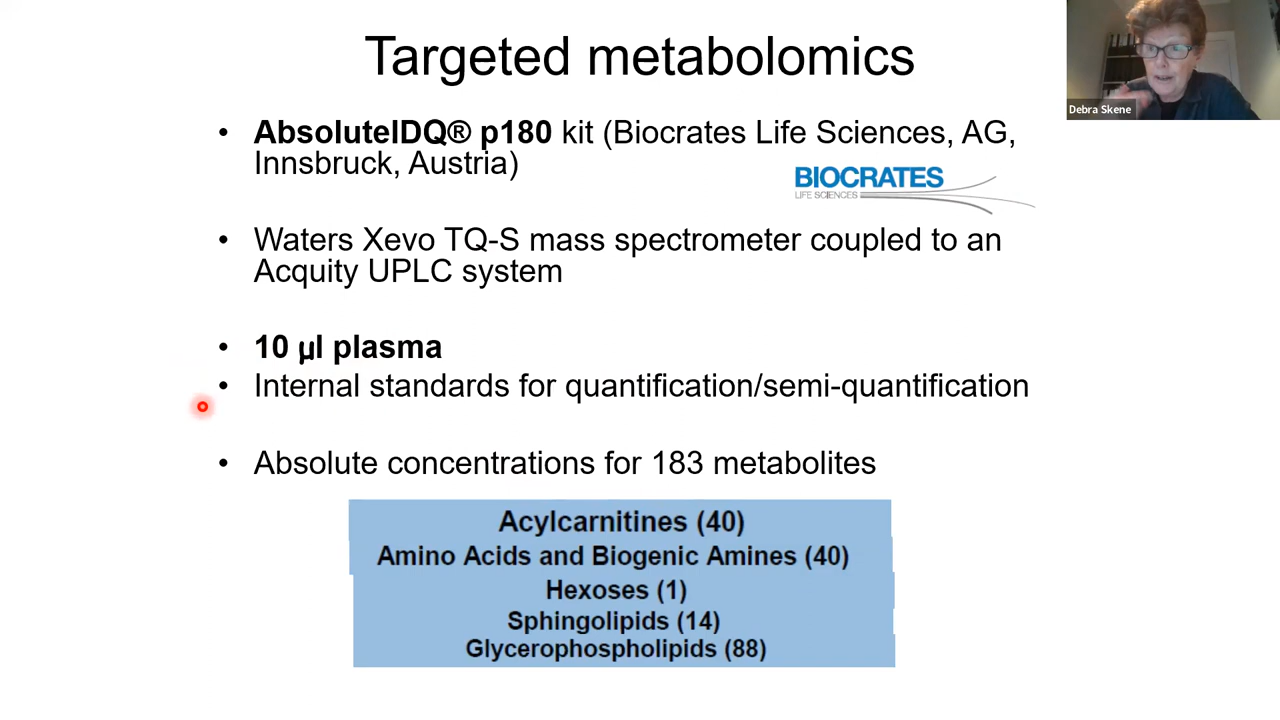 Targeted metabolomics
Debra Skene
• AbsoluteIDQ® p180 kit (Biocrates Life Sciences, AG,
Innsbruck, Austria)
BIOCRATES
LIFE SCIENCES
• Waters Xevo TQ-S mass spectrometer coupled to an
Acquity UPLC system
• 10 µl plasma
• Internal standards for quantification/semi-quantification
• Absolute concentrations for 183 metabolites
Acylcarnitines (40)
Amino Acids and Biogenic Amines (40)
Hexoses (1)
Sphingolipids (14)
Glycerophospholipids (88)